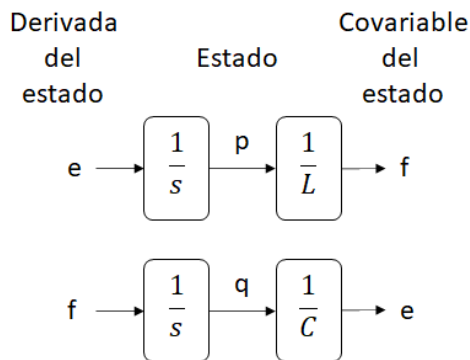 Derivada
del
estado
Estado
Covariable
del
estado
e
1
s
p
1
L
f
f
1
s
q
1
C
e